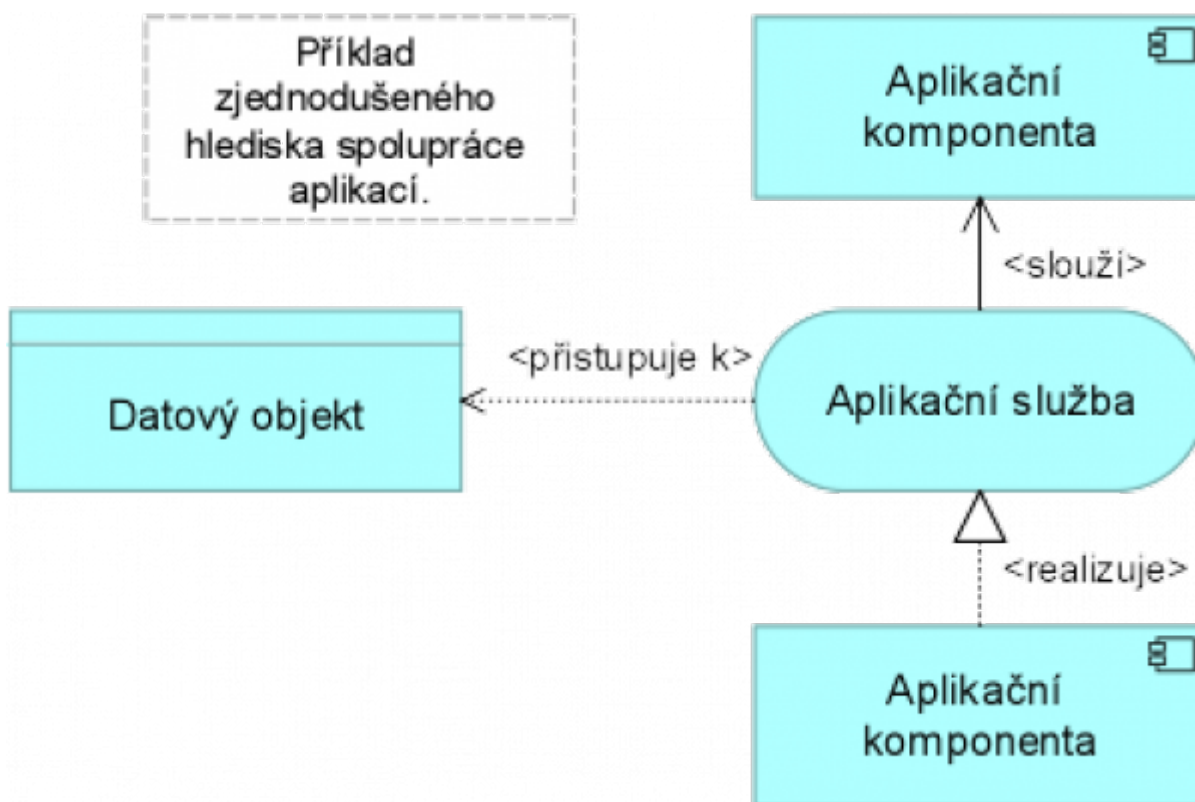 Příklad
zjednodušeného
hlediska spolupráce
aplikací.
Aplikační
komponenta
<slouží>
<přistupuje k>
Datový objekt
Aplikační služba
<realizuje>
Aplikační
komponenta